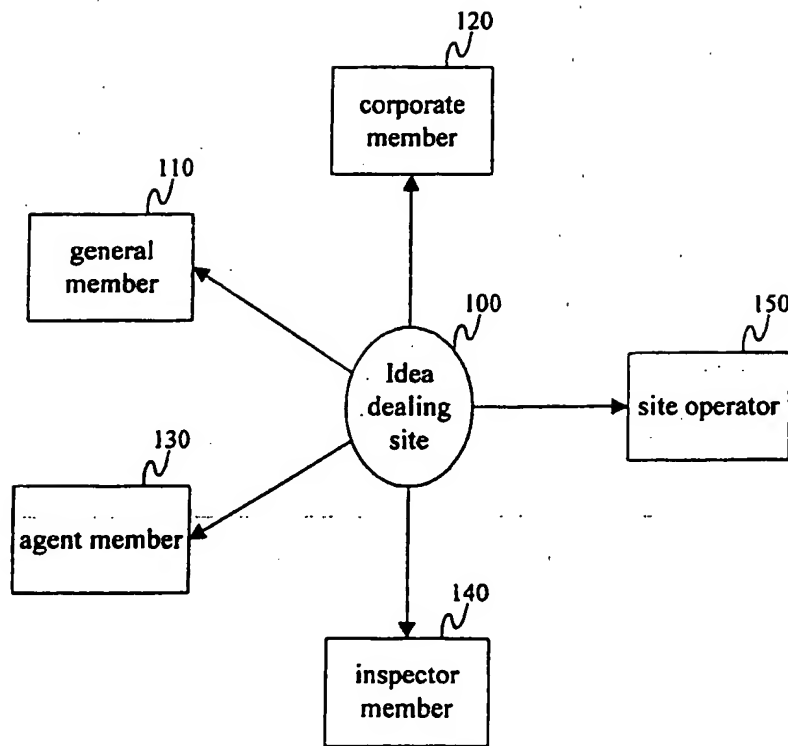 120
corporate
member
110
general
member
100
Idea
dealing
site
150
site operator
130
agent member
140
inspector
member